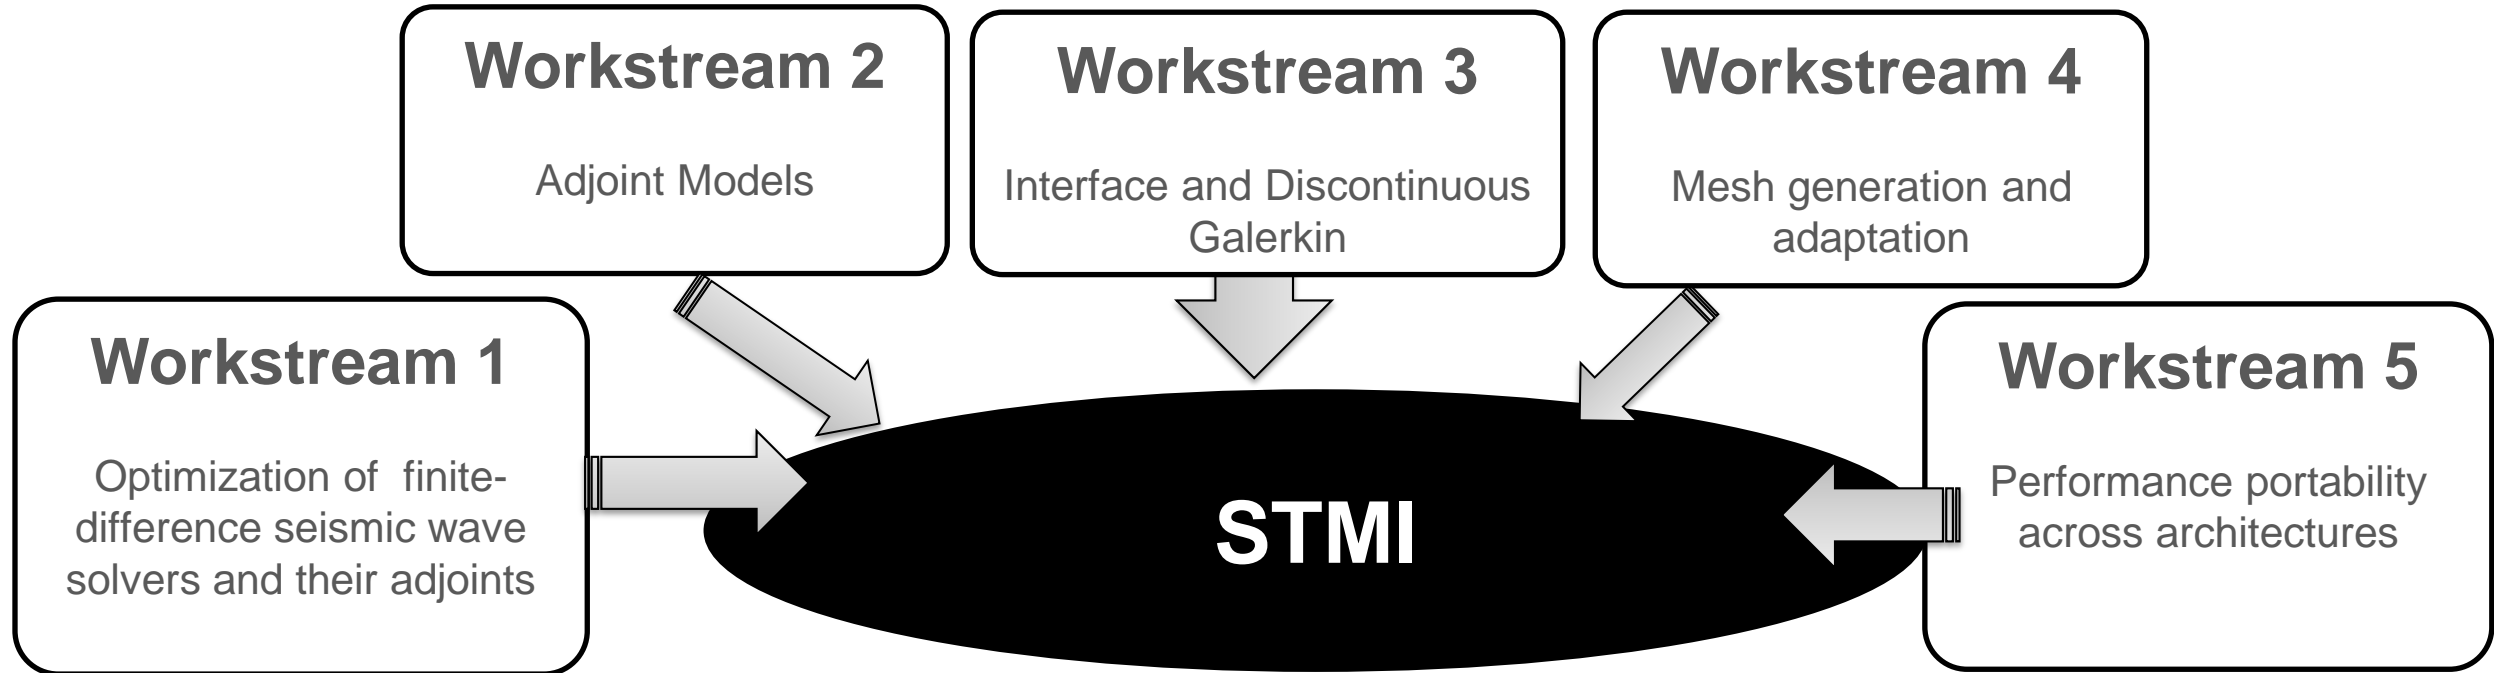 Workstream 1
Optimization of finite-
difference seismic wave
solvers and their adjoints
Workstream 2
Adjoint Models
Workstream 3
Interface and Discontinuous
Galerkin
Workstream 4
Mesh generation and
adaptation
Workstream 5
Performance portability
across architectures
STMI